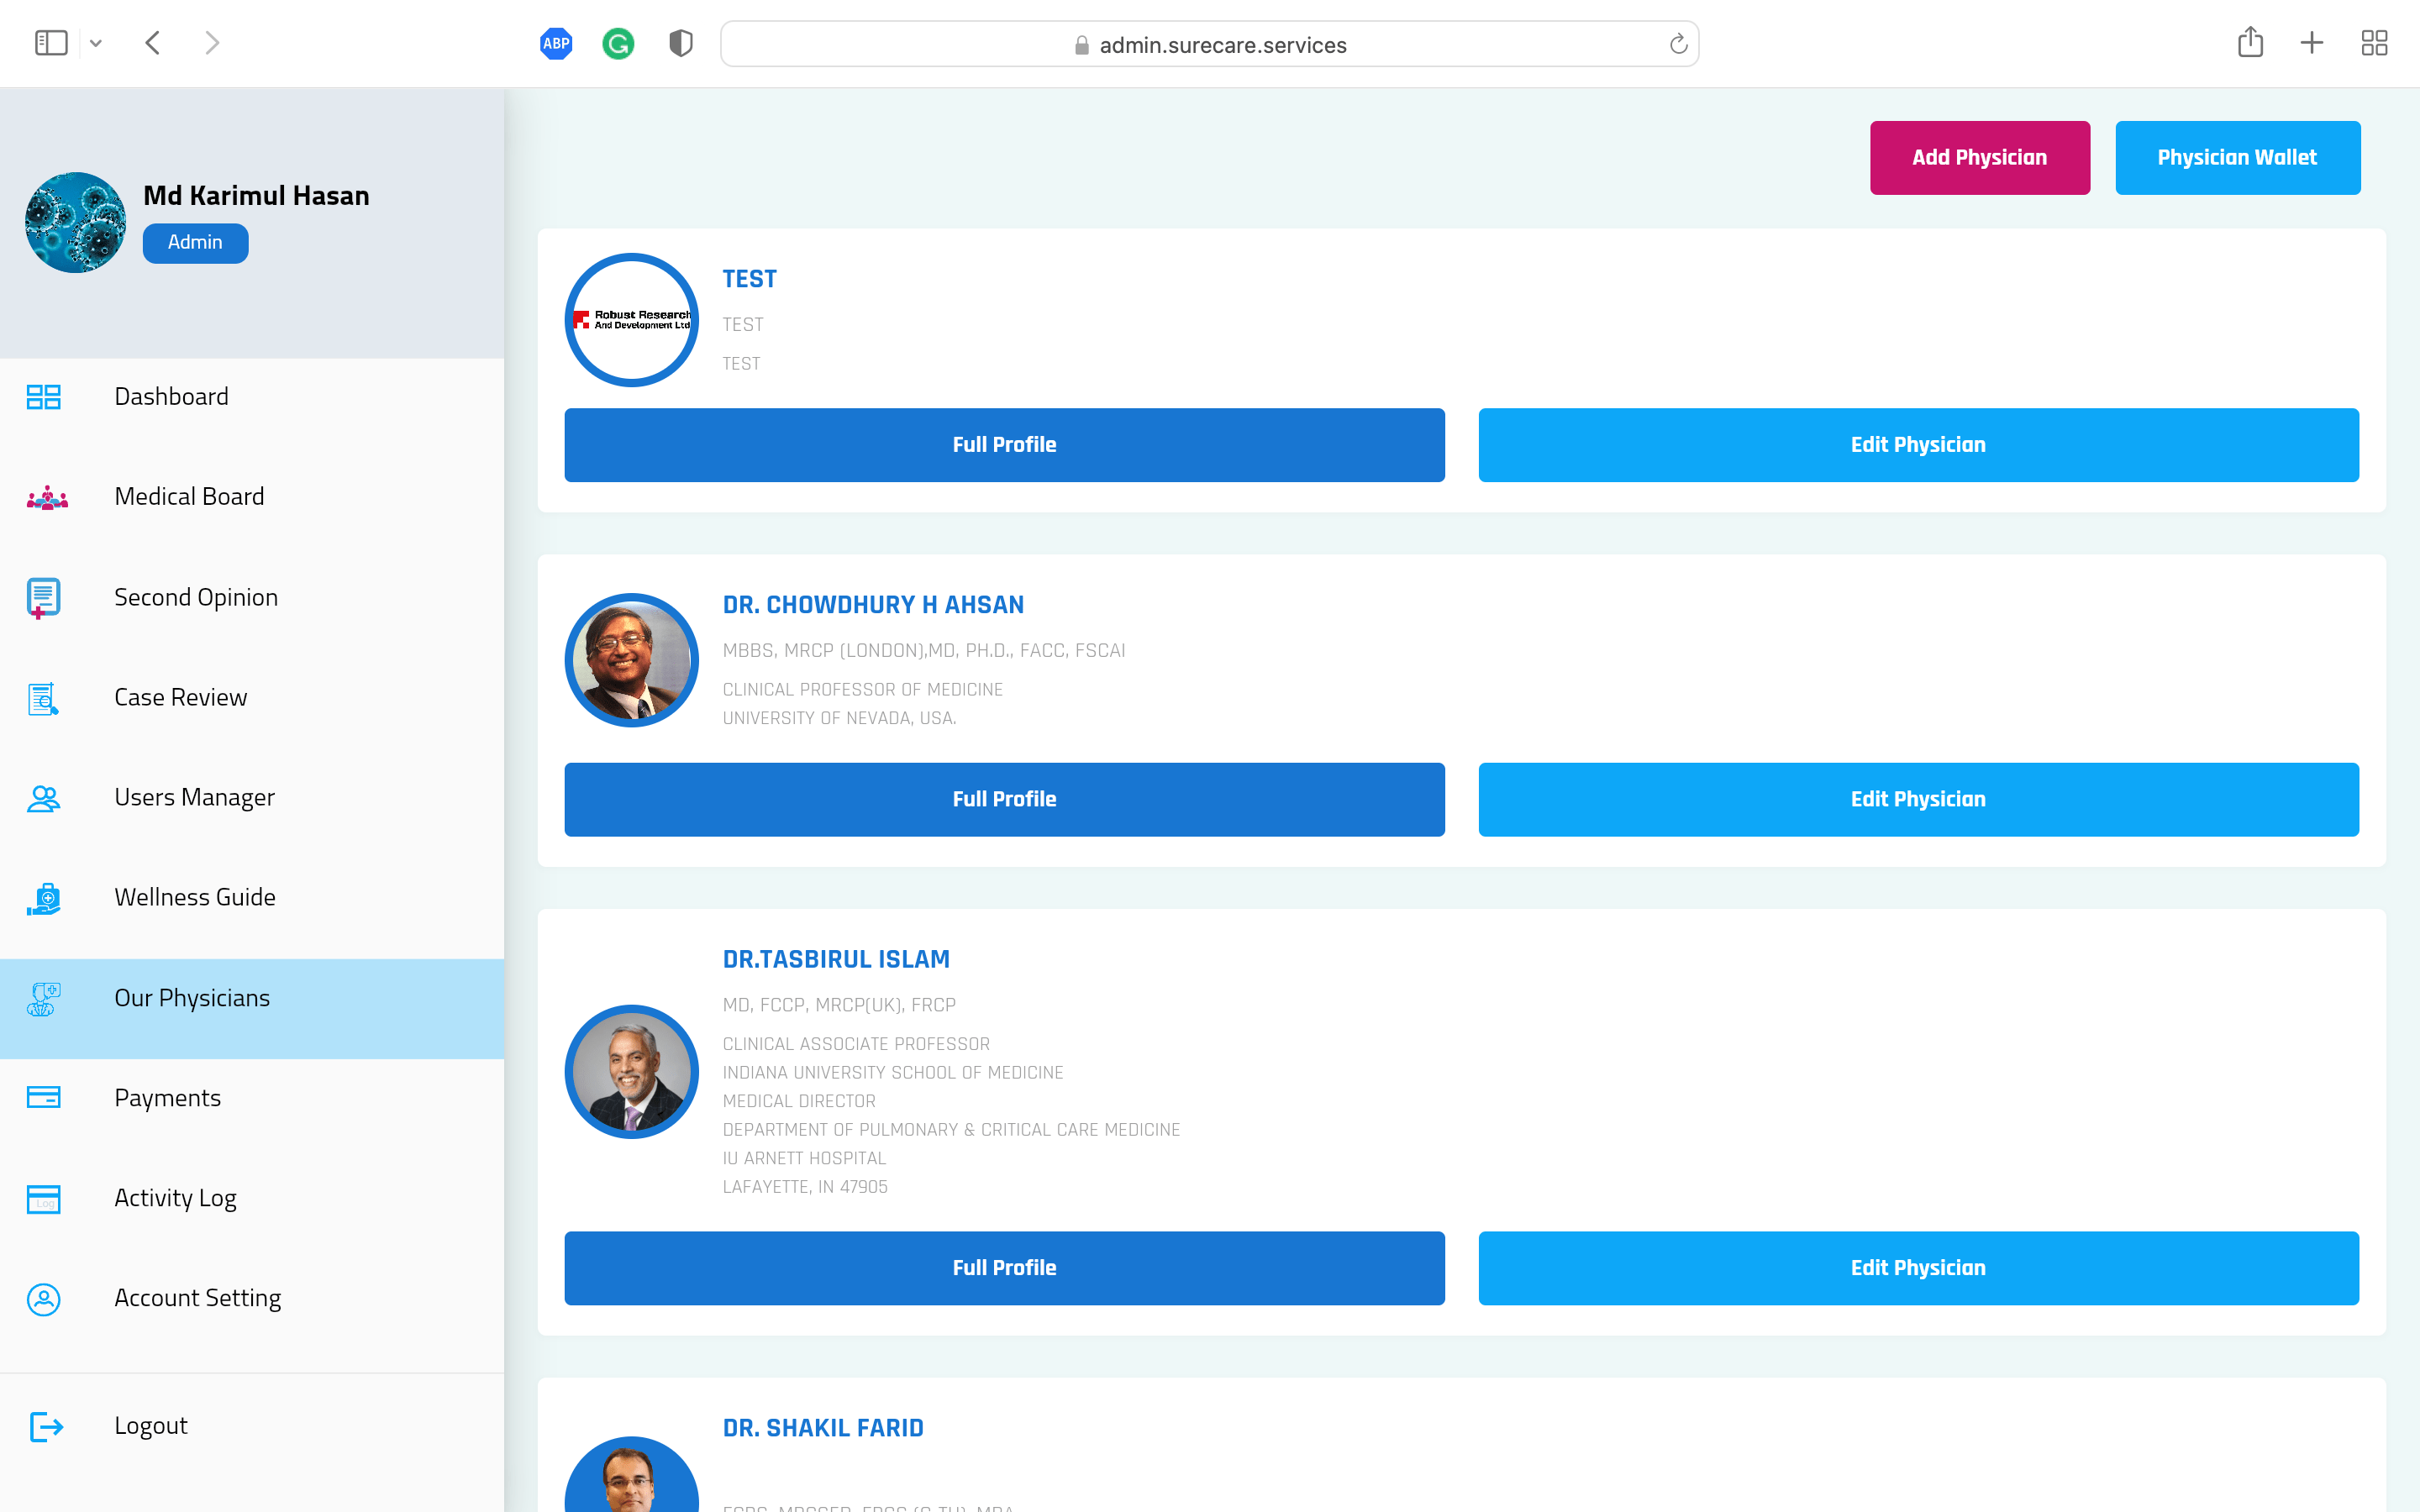 ABP
admin.surecare.services
Md Karimul Hasan
Admin
Dashboard
Medical Board
Second Opinion
Case Review
Users Manager
Wellness Guide
Our Physicians
Payments
Log
Activity Log
Account Setting
Logout
Add Physician
Physician Wallet
Robust Research
And Development Ltd
TEST
TEST
TEST
Full Profile
Edit Physician
DR. CHOWDHURY H AHSAN
MBBS, MRCP (LONDON),MD, PH.D., FACC, FSCAI
CLINICAL PROFESSOR OF MEDICINE
UNIVERSITY OF NEVADA, USA.
Full Profile
Edit Physician
DR.TASBIRUL ISLAM
MD, FCCP, MRCP(UK), FRCP
CLINICAL ASSOCIATE PROFESSOR
INDIANA UNIVERSITY SCHOOL OF MEDICINE
MEDICAL DIRECTOR
DEPARTMENT OF PULMONARY & CRITICAL CARE MEDICINE
IU ARNETT HOSPITAL
LAFAYETTE, IN 47905
Full Profile
Edit Physician
DR. SHAKIL FARID